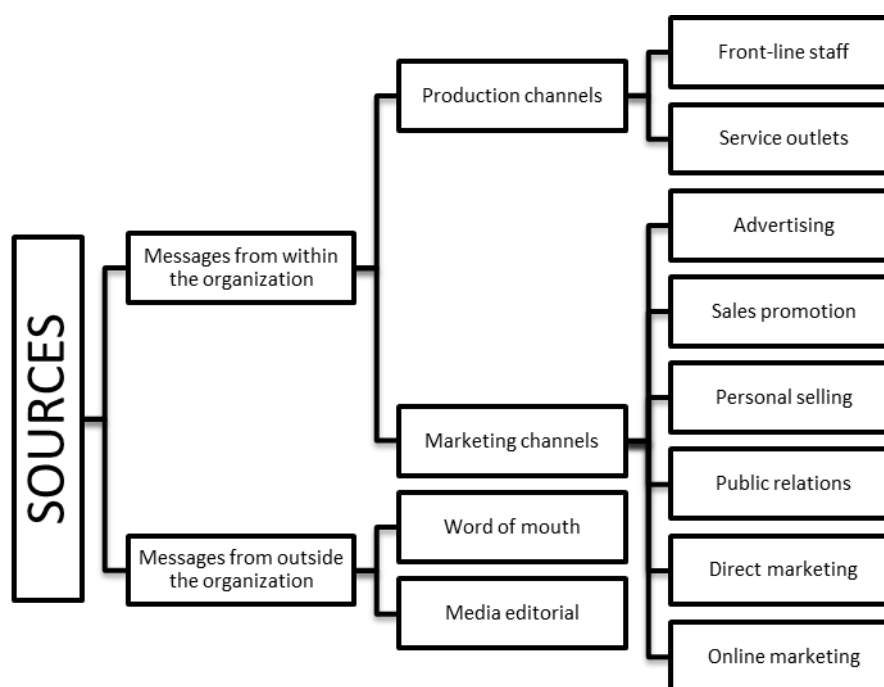 SOURCES
Messages from within
the organization
Messages from outside
the organization
Production channels
Marketing channels
Word of mouth
Media editorial
Front-line staff
Service outlets
Advertising
Sales promotion
Personal selling
Public relations
Direct marketing
Online marketing